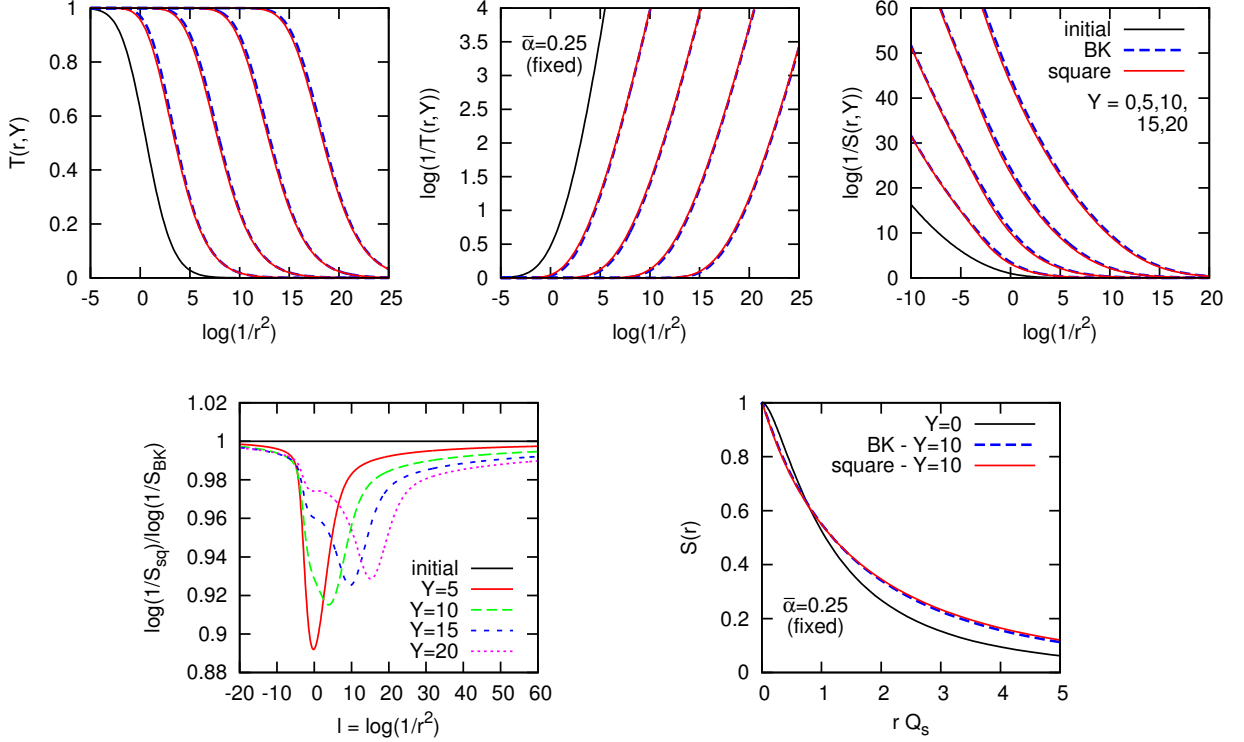 T(r,Y)
1
0.8
0.6
0.4
0.2
0
-5 0 5 10 15 20 25
log(1/r²)
log(1/T(r,Y))
4
3.5
3
2.5
2
1.5
1
0.5
0
-5 0 5 10 15 20 25
log(1/r²)
ᾱ=0.25
(fixed)
log(1/S(r,Y))
60
50
40
30
20
10
0
-10 -5 0 5 10 15 20
log(1/r²)
initial
BK
square
Y = 0,5,10,
15,20
log(1/S_sq)/log(1/S_BK)
1.02
1
0.98
0.96
0.94
0.92
0.9
0.88
-20 -10 0 10 20 30 40 50 60
l = log(1/r²)
initial
Y=5
Y=10
Y=15
Y=20
S(r)
1
0.8
0.6
0.4
0.2
0
0 1 2 3 4 5
r Q_s
Y=0
BK - Y=10
square - Y=10
ᾱ=0.25
(fixed)